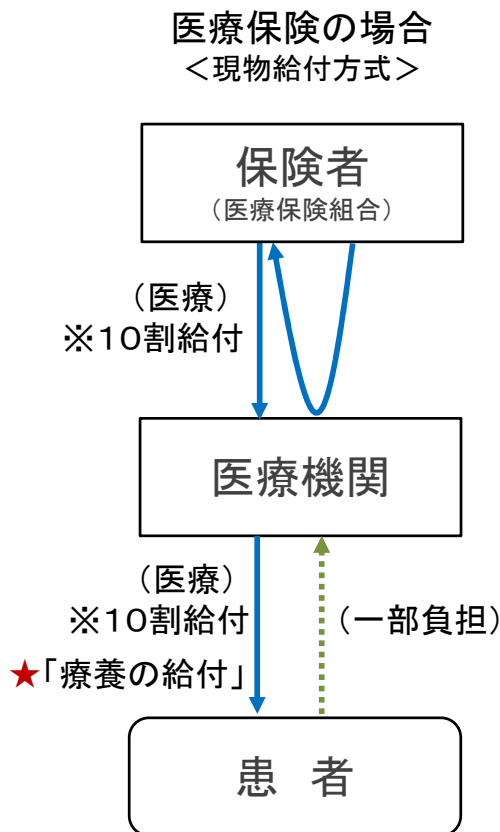 医療保険の場合
＜現物給付方式＞
保険者
（医療保険組合）
（医療）
※１０割給付
医療機関
（医療）
※１０割給付
（一部負担）
★「療養の給付」
患　者